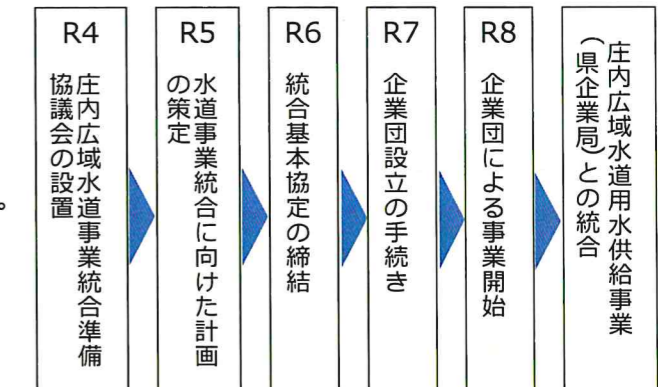 R4
庄内広域水道事業統合準備
協議会の設置
R5
水道事業統合に向けた計画
の策定
R6
統合基本協定の締結
R7
企業団設立の手続き
R8
企業団による事業開始
庄内広域水道用水供給事業
（県企業局）との統合
。